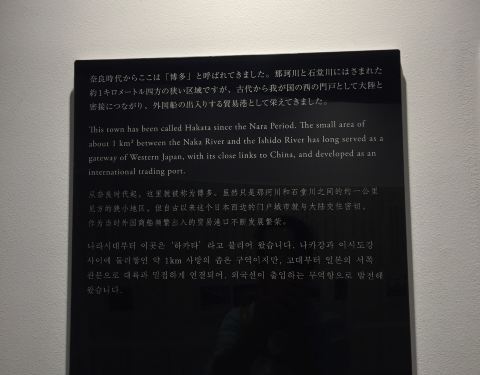 奈良時代からここは「博多」と呼ばれてきました。那珂川と石堂川にはさまれた
約1キロメートル四方の狭い区域ですが、古代から我が国の西の門戸として大陸と
密接につながり、外国船の出入りする貿易港として栄えてきました。
This town has been called Hakata since the Nara Period. The small area of
about 1 km² between the Naka River and the Ishido River has long served as a
gateway of Western Japan, with its close links to China, and developed as an
international trading port.
从奈良时代起，这里就被称为博多。虽然只是那珂川和石堂川之间的约一公里
见方的狭小地区，但自古以来这个日本西边的门户城市就与大陆交往密切，
作为当时外国商船频繁出入的贸易港口不断发展繁荣。
나라시대부터 이곳은 ‘하카타’ 라고 불리어 왔습니다. 나카강과 이시도강
사이에 둘러쌓인 약 1km 사방의 좁은 구역이지만, 고대부터 일본의 서쪽
관문으로 대륙과 밀접하게 연결되어, 외국선이 출입하는 무역항으로 발전해
왔습니다.